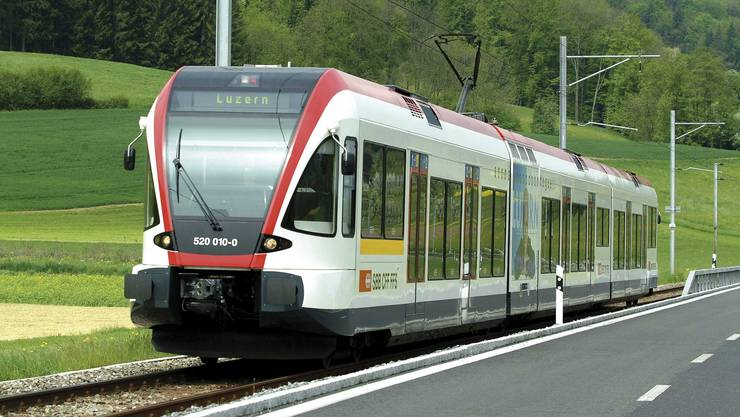 Luzern
520 010-0
SBB CFF FFS